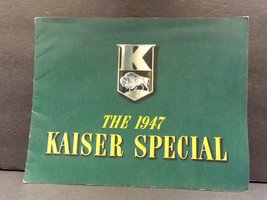 K
THE 1947
KAISER SPECIAL